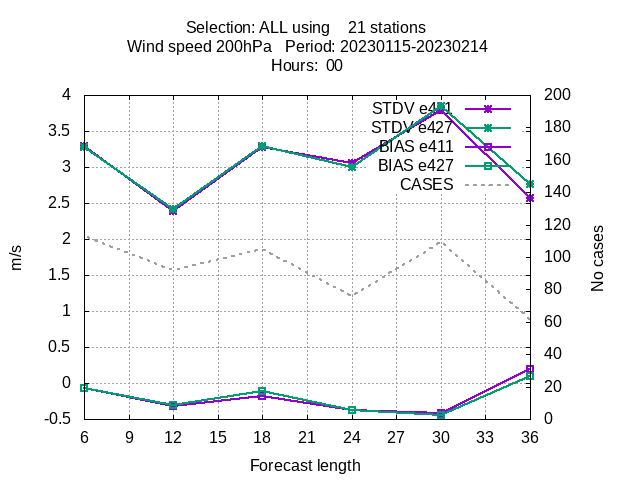 Selection: ALL using    21 stations
Wind speed 200hPa   Period: 20230115-20230214
Hours:  00
4
3.5
3
2.5
2
1.5
1
0.5
0
-0.5
m/s
200
180
160
140
120
100
80
60
40
20
0
No cases
STDV e411
STDV e427
BIAS e411
BIAS e427
CASES
6 9 12 15 18 21 24 27 30 33 36
Forecast length